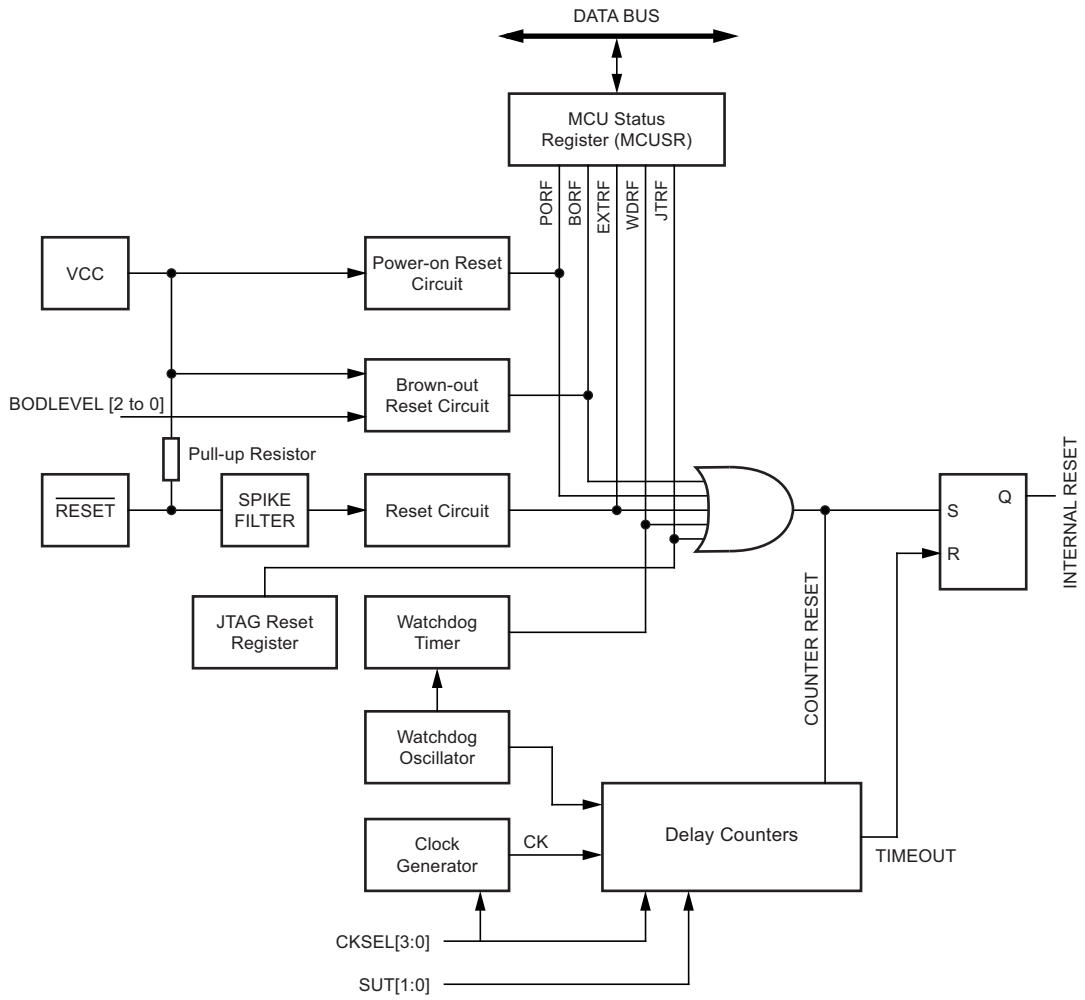 DATA BUS
MCU Status
Register (MCUSR)
PORF
BORF
EXTRF
WDRF
JTRF
VCC
Power-on Reset
Circuit
Brown-out
Reset Circuit
BODLEVEL [2 to 0]
Pull-up Resistor
RESET
SPIKE
FILTER
Reset Circuit
S
Q
R
INTERNAL RESET
JTAG Reset
Register
Watchdog
Timer
COUNTER RESET
Watchdog
Oscillator
Delay Counters
Clock
Generator
CK
TIMEOUT
CKSEL[3:0]
SUT[1:0]